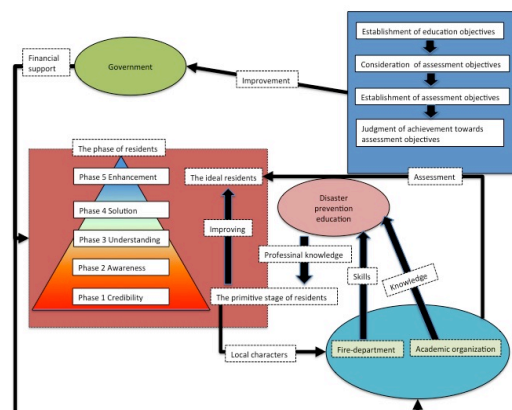 Financial
support
Government
Improvement
Establishment of education objectives
Consideration of assessment objectives
Establishment of assessment objectives
Judgment of achievement towards
assessment objectives
The phase of residents
Phase 5 Enhancement
Phase 4 Solution
Phase 3 Understanding
Phase 2 Awareness
Phase 1 Credibility
The ideal residents
Improving
The primitive stage of residents
Assessment
Disaster
prevention
education
Professinal knowledge
Skills
Knowledge
Local characters
Fire-department
Academic organization